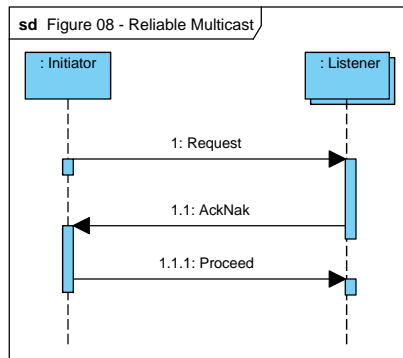 sd Figure 08 - Reliable Multicast
: Initiator
: Listener
1: Request
1.1: AckNak
1.1.1: Proceed